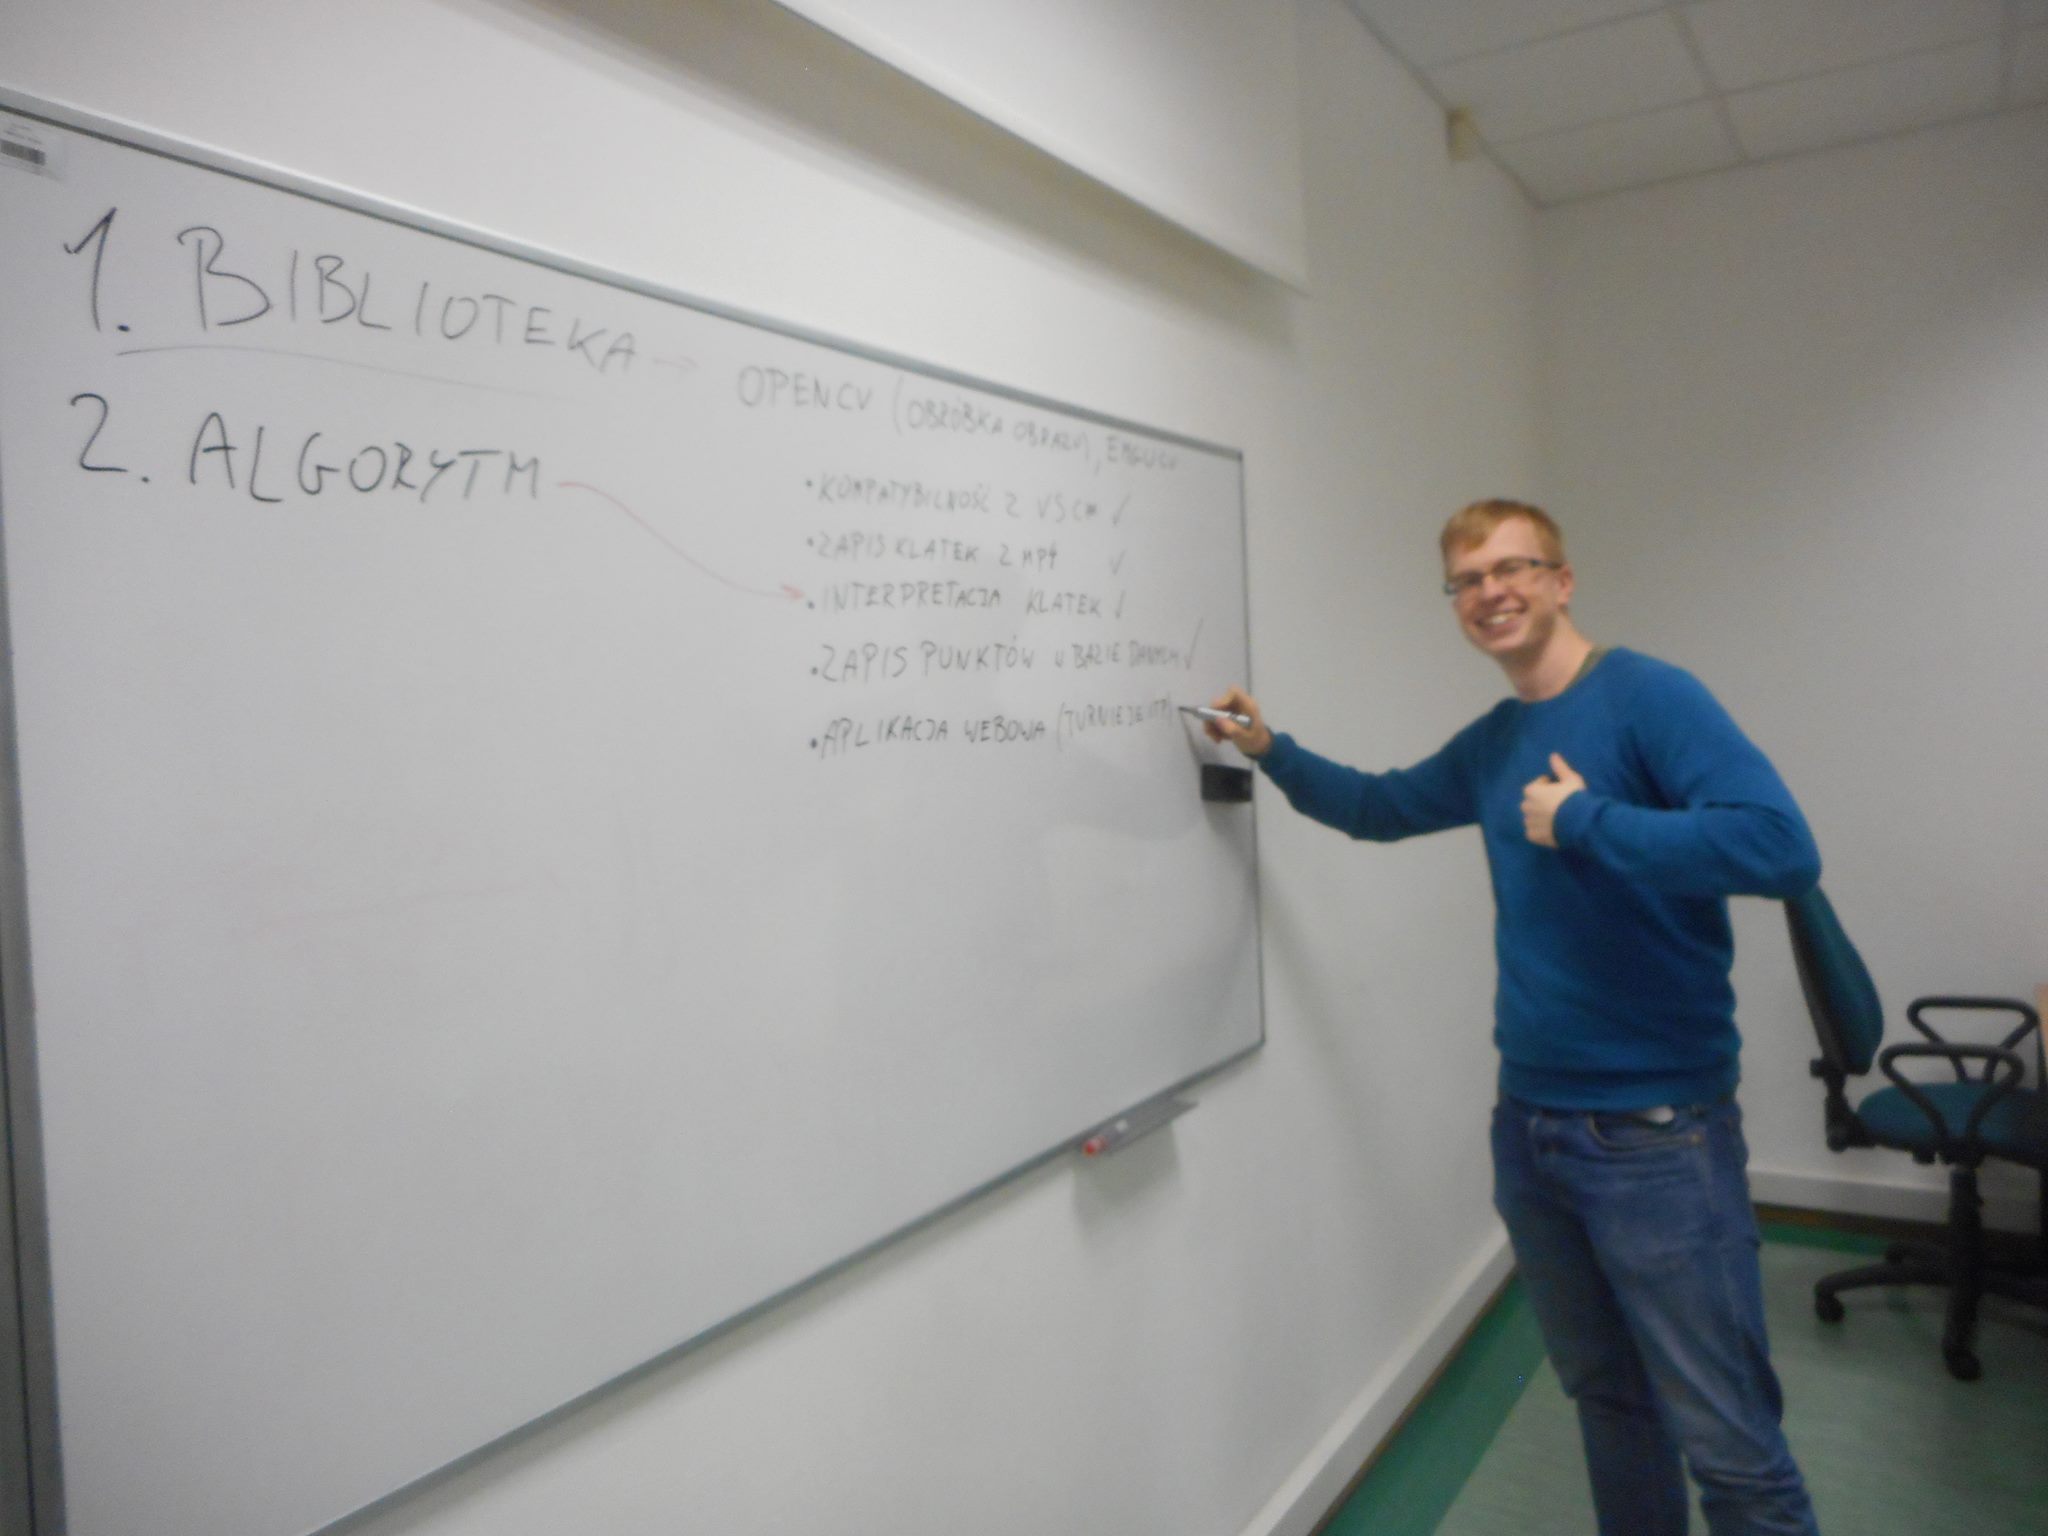 1. BIBLIOTEKA → OPENCV (OBRÓBKA OBRAZU), EMGUCV
2. ALGORYTM
• KOMPATYBILNOŚĆ Z VS C# ✓
• ZAPIS KLATEK Z MP4 ✓
• INTERPRETACJA KLATEK ✓
• ZAPIS PUNKTÓW W BAZIE DANYCH ✓
• APLIKACJA WEBOWA (TURNIEJE UTP)